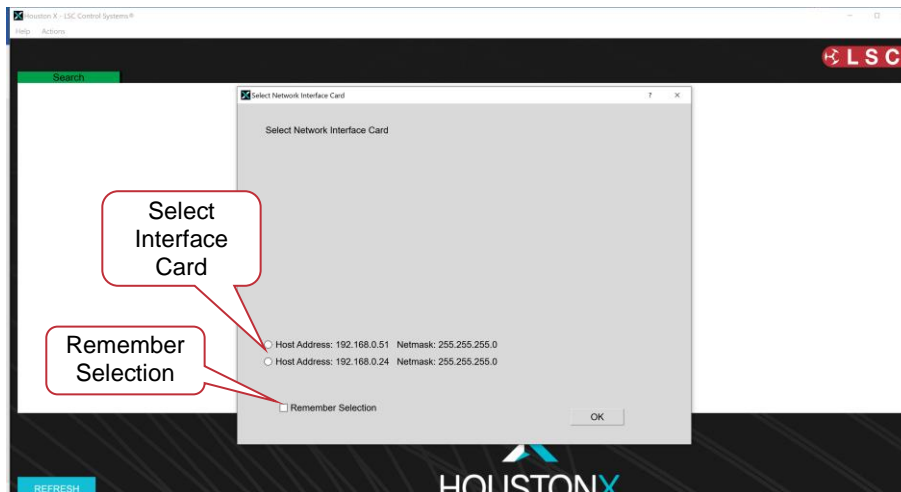 Houston X - LSC Control Systems®
Help Actions
LSC
Search
Select Network Interface Card ? ×
Select Network Interface Card
Select
Interface
Card
Host Address: 192.168.0.51 Netmask: 255.255.255.0
Remember
Selection
Host Address: 192.168.0.24 Netmask: 255.255.255.0
Remember Selection
OK
HOUSTONX
REFRESH